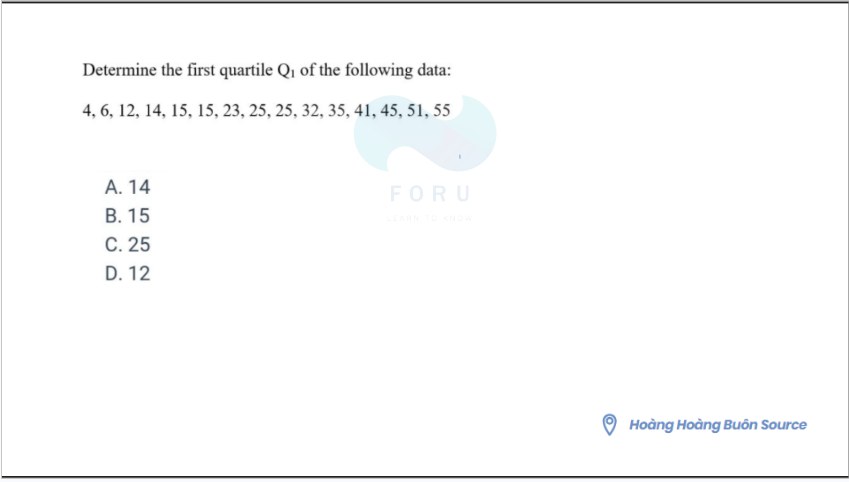 Determine the first quartile Q₁ of the following data:
4, 6, 12, 14, 15, 15, 23, 25, 25, 32, 35, 41, 45, 51, 55
A. 14
B. 15
C. 25
D. 12
FORU
Hoàng Hoàng Buôn Source